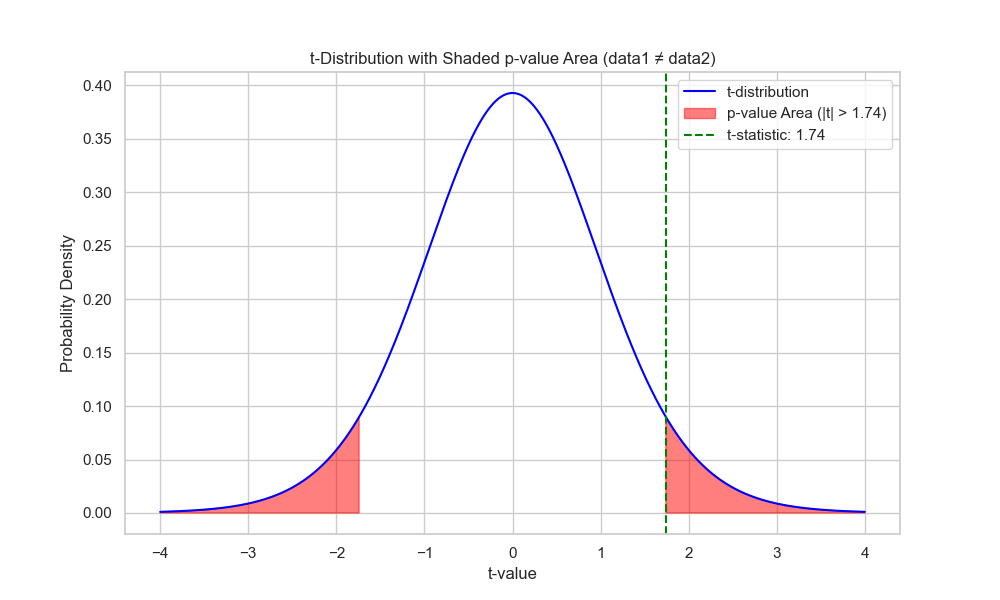 t-Distribution with Shaded p-value Area (data1 ≠ data2)
t-distribution
p-value Area (|t| > 1.74)
t-statistic: 1.74
Probability Density
0.40
0.35
0.30
0.25
0.20
0.15
0.10
0.05
0.00
−4 −3 −2 −1 0 1 2 3 4
t-value